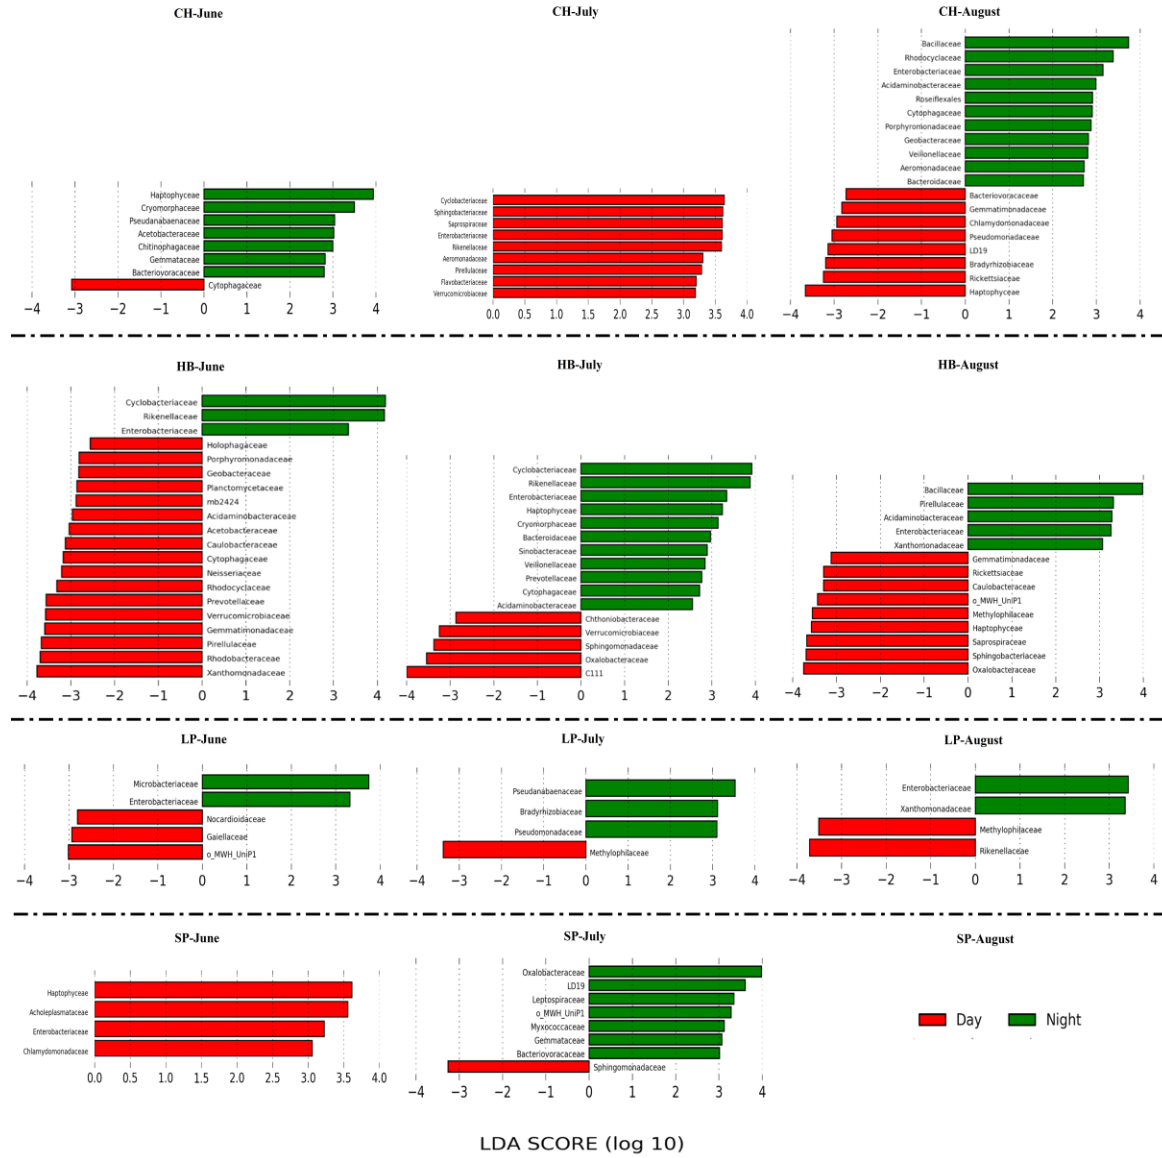 CH-June
Haptophyceae
Cryomorphaceae
Pseudanabaenaceae
Acetobacteraceae
Chitinophagaceae
Gemmataceae
Bacteriovoracaceae
Cytophagaceae
−4 −3 −2 −1 0 1 2 3 4
CH-July
Cyclobacteriaceae
Sphingobacteriaceae
Saprospiraceae
Enterobacteriaceae
Rikenellaceae
Aeromonadaceae
Pirellulaceae
Flavobacteriaceae
Verrucomicrobiaceae
0.0 0.5 1.0 1.5 2.0 2.5 3.0 3.5 4.0
CH-August
Bacillaceae
Rhodocyclaceae
Enterobacteriaceae
Acidaminobacteraceae
Roseiflexales
Cytophagaceae
Porphyromonadaceae
Geobacteraceae
Veillonellaceae
Aeromonadaceae
Bacteroidaceae
Bacteriovoracaceae
Gemmatimonadaceae
Chlamydomonadaceae
Pseudomonadaceae
LD19
Bradyrhizobiaceae
Rickettsiaceae
Haptophyceae
−4 −3 −2 −1 0 1 2 3 4
HB-June
Cyclobacteriaceae
Rikenellaceae
Enterobacteriaceae
Holophagaceae
Porphyromonadaceae
Geobacteraceae
Planctomycetaceae
mb2424
Acidaminobacteraceae
Acetobacteraceae
Caulobacteraceae
Cytophagaceae
Neisseriaceae
Rhodocyclaceae
Prevotellaceae
Verrucomicrobiaceae
Gemmatimonadaceae
Pirellulaceae
Rhodobacteraceae
Xanthomonadaceae
−4 −3 −2 −1 0 1 2 3 4
HB-July
Cyclobacteriaceae
Rikenellaceae
Enterobacteriaceae
Haptophyceae
Cryomorphaceae
Bacteroidaceae
Sinobacteraceae
Veillonellaceae
Prevotellaceae
Cytophagaceae
Acidaminobacteraceae
Chthoniobacteraceae
Verrucomicrobiaceae
Sphingomonadaceae
Oxalobacteraceae
C111
−4 −3 −2 −1 0 1 2 3 4
HB-August
Bacillaceae
Pirellulaceae
Acidaminobacteraceae
Enterobacteriaceae
Xanthomonadaceae
Gemmatimonadaceae
Rickettsiaceae
Caulobacteraceae
o_MWH_UniP1
Methylophilaceae
Haptophyceae
Saprospiraceae
Sphingobacteriaceae
Oxalobacteraceae
−4 −3 −2 −1 0 1 2 3 4
LP-June
Microbacteriaceae
Enterobacteriaceae
Nocardioidaceae
Gaiellaceae
o_MWH_UniP1
−4 −3 −2 −1 0 1 2 3 4
LP-July
Pseudanabaenaceae
Bradyrhizobiaceae
Pseudomonadaceae
Methylophilaceae
−4 −3 −2 −1 0 1 2 3 4
LP-August
Enterobacteriaceae
Xanthomonadaceae
Methylophilaceae
Rikenellaceae
−4 −3 −2 −1 0 1 2 3 4
SP-June
Haptophyceae
Acholeplasmataceae
Enterobacteriaceae
Chlamydomonadaceae
0.0 0.5 1.0 1.5 2.0 2.5 3.0 3.5 4.0
SP-July
Oxalobacteraceae
LD19
Leptospiraceae
o_MWH_UniP1
Myxococcaceae
Gemmataceae
Bacteriovoracaceae
Sphingomonadaceae
−4 −3 −2 −1 0 1 2 3 4
SP-August
Day Night
LDA SCORE (log 10)